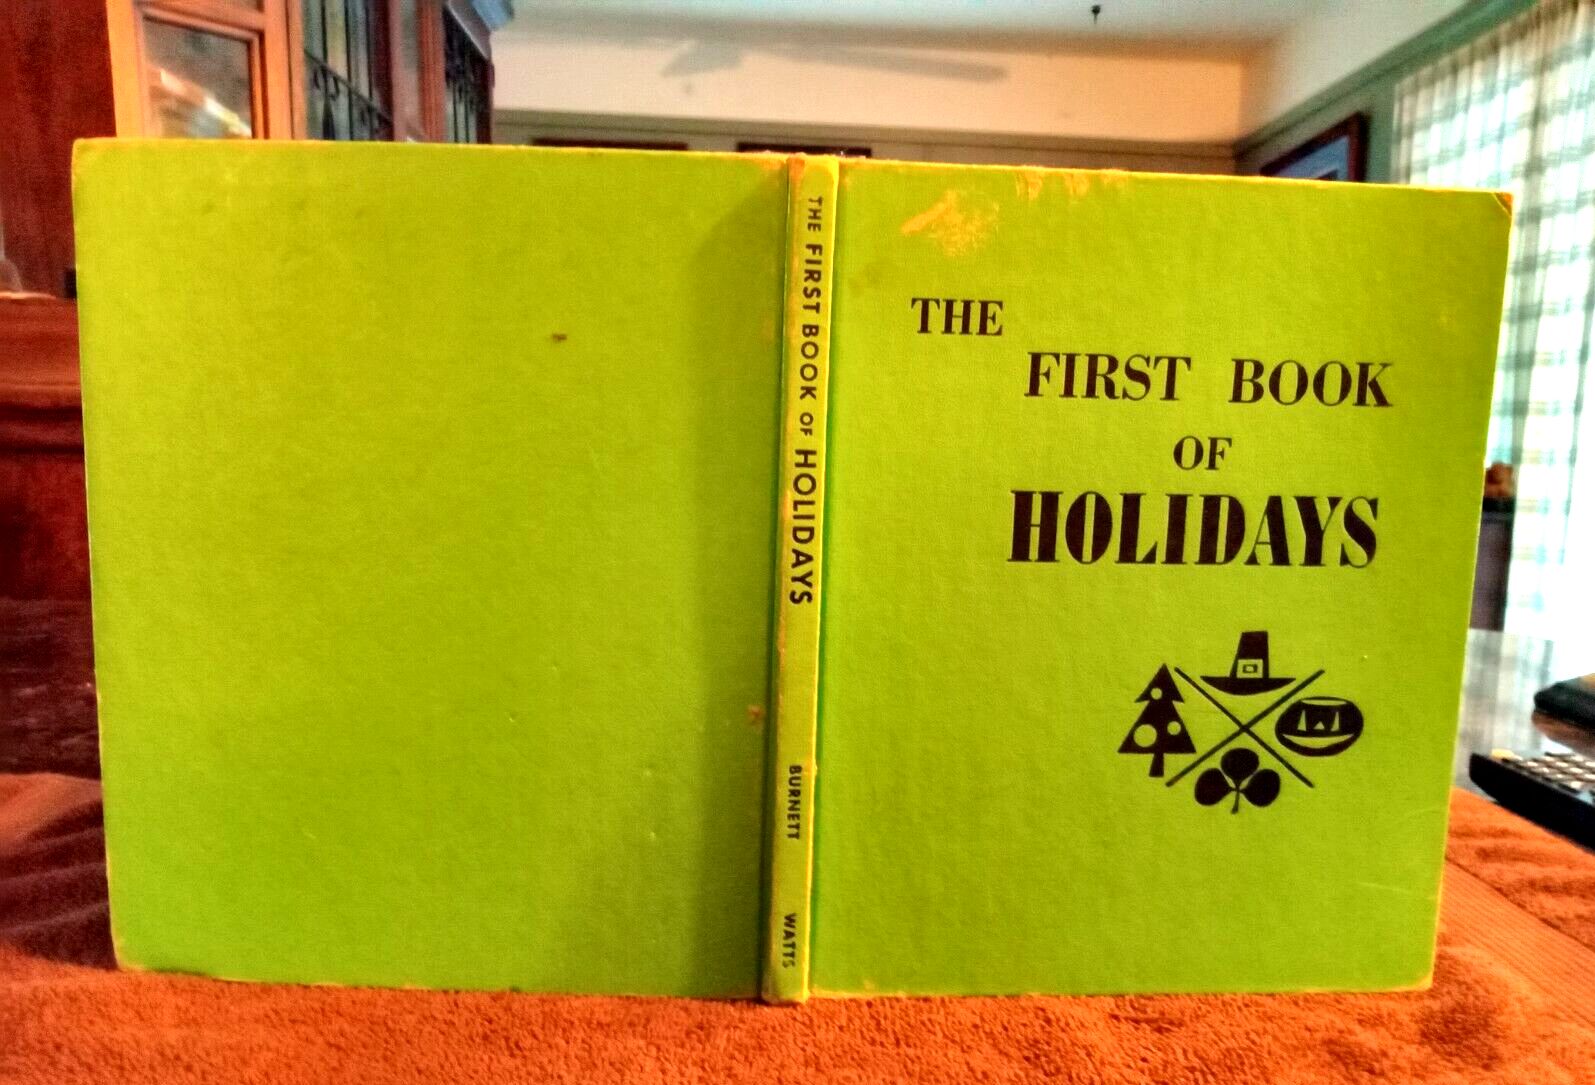 THE FIRST BOOK OF HOLIDAYS BURNETT WATTS
THE
FIRST BOOK
OF
HOLIDAYS